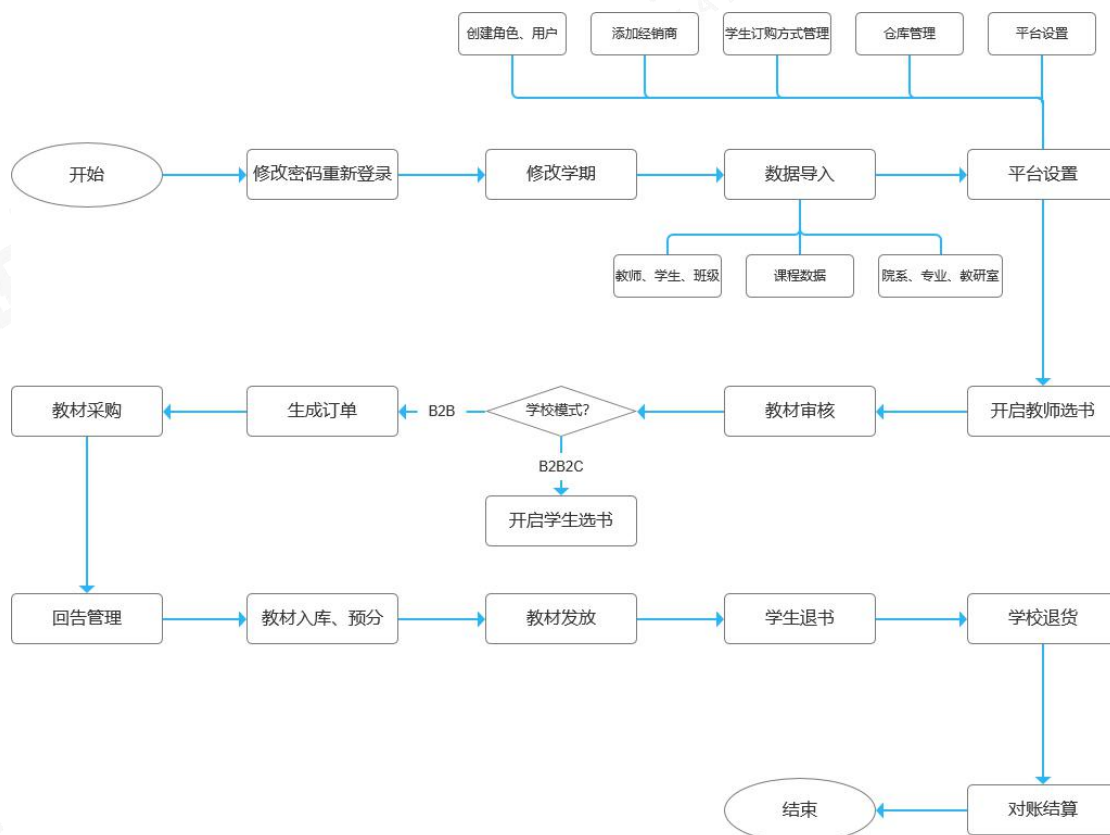 创建角色、用户
添加经销商
学生订购方式管理
仓库管理
平台设置
开始
修改密码重新登录
修改学期
数据导入
平台设置
教师、学生、班级
课程数据
院系、专业、教研室
教材采购
生成订单
B2B
学校模式?
教材审核
开启教师选书
B2B2C
开启学生选书
回告管理
教材入库、预分
教材发放
学生退书
学校退货
结束
对账结算